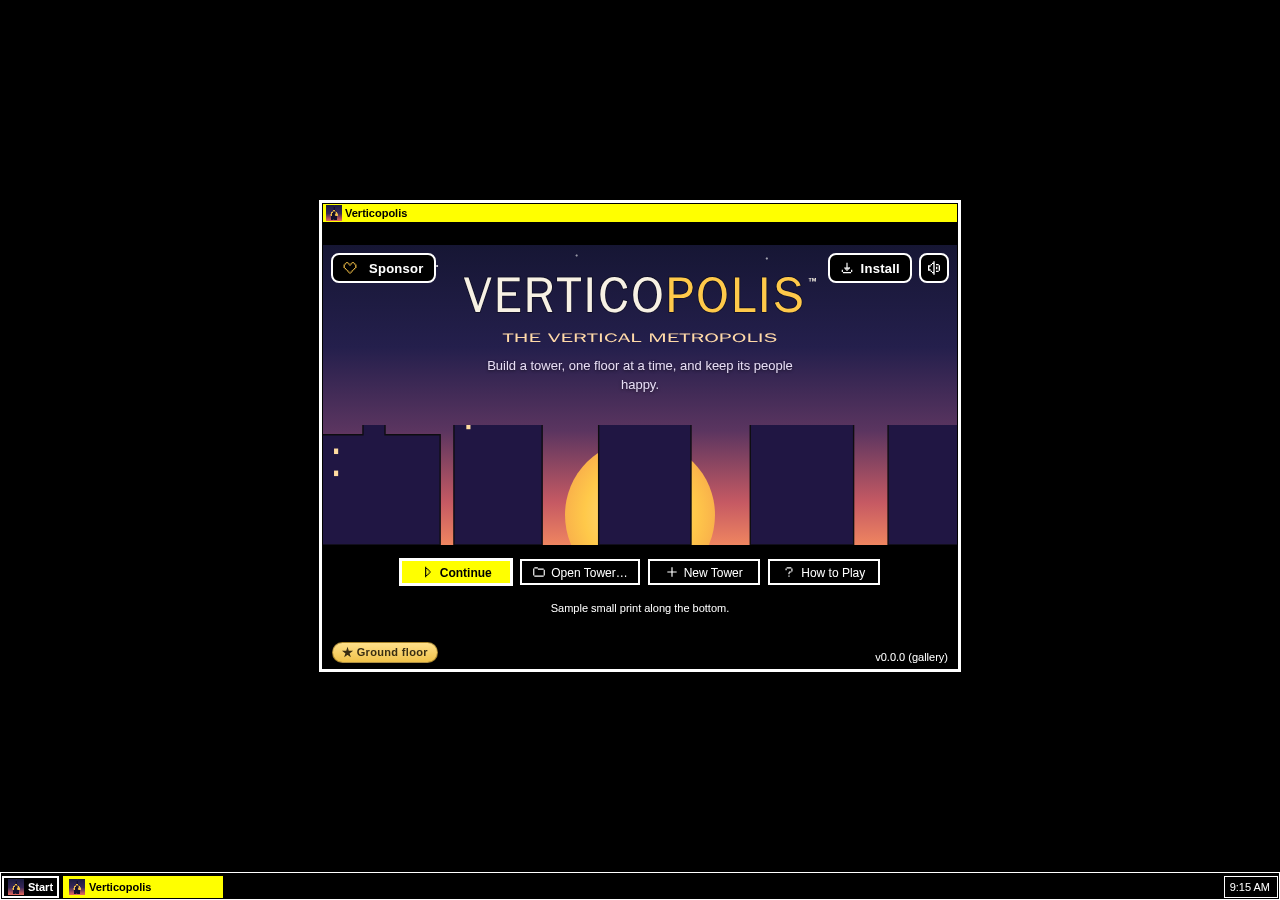 Verticopolis
Sponsor
Install
VERTICOPOLIS™
THE VERTICAL METROPOLIS
Build a tower, one floor at a time, and keep its people
happy.
Continue
Open Tower…
New Tower
How to Play
Sample small print along the bottom.
★ Ground floor
v0.0.0 (gallery)
Start
Verticopolis
9:15 AM